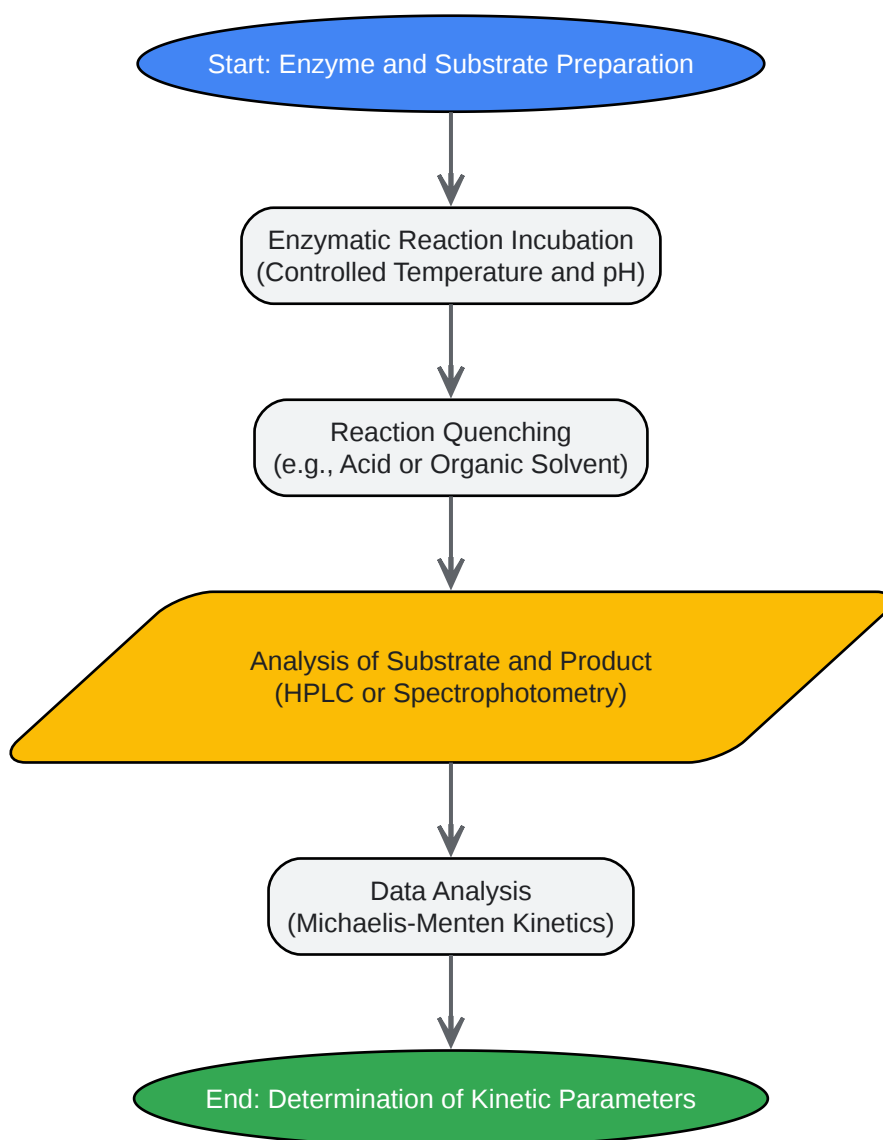 Start: Enzyme and Substrate Preparation
Enzymatic Reaction Incubation
(Controlled Temperature and pH)
Reaction Quenching
(e.g., Acid or Organic Solvent)
Analysis of Substrate and Product
(HPLC or Spectrophotometry)
Data Analysis
(Michaelis-Menten Kinetics)
End: Determination of Kinetic Parameters